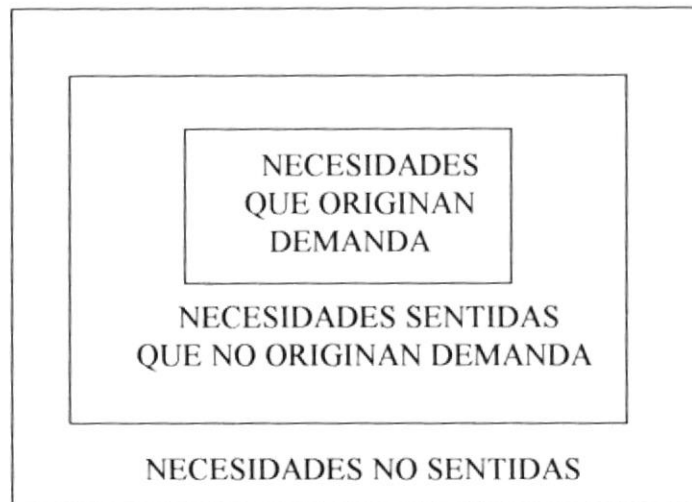 NECESIDADES
QUE ORIGINAN
DEMANDA
NECESIDADES SENTIDAS
QUE NO ORIGINAN DEMANDA
NECESIDADES NO SENTIDAS